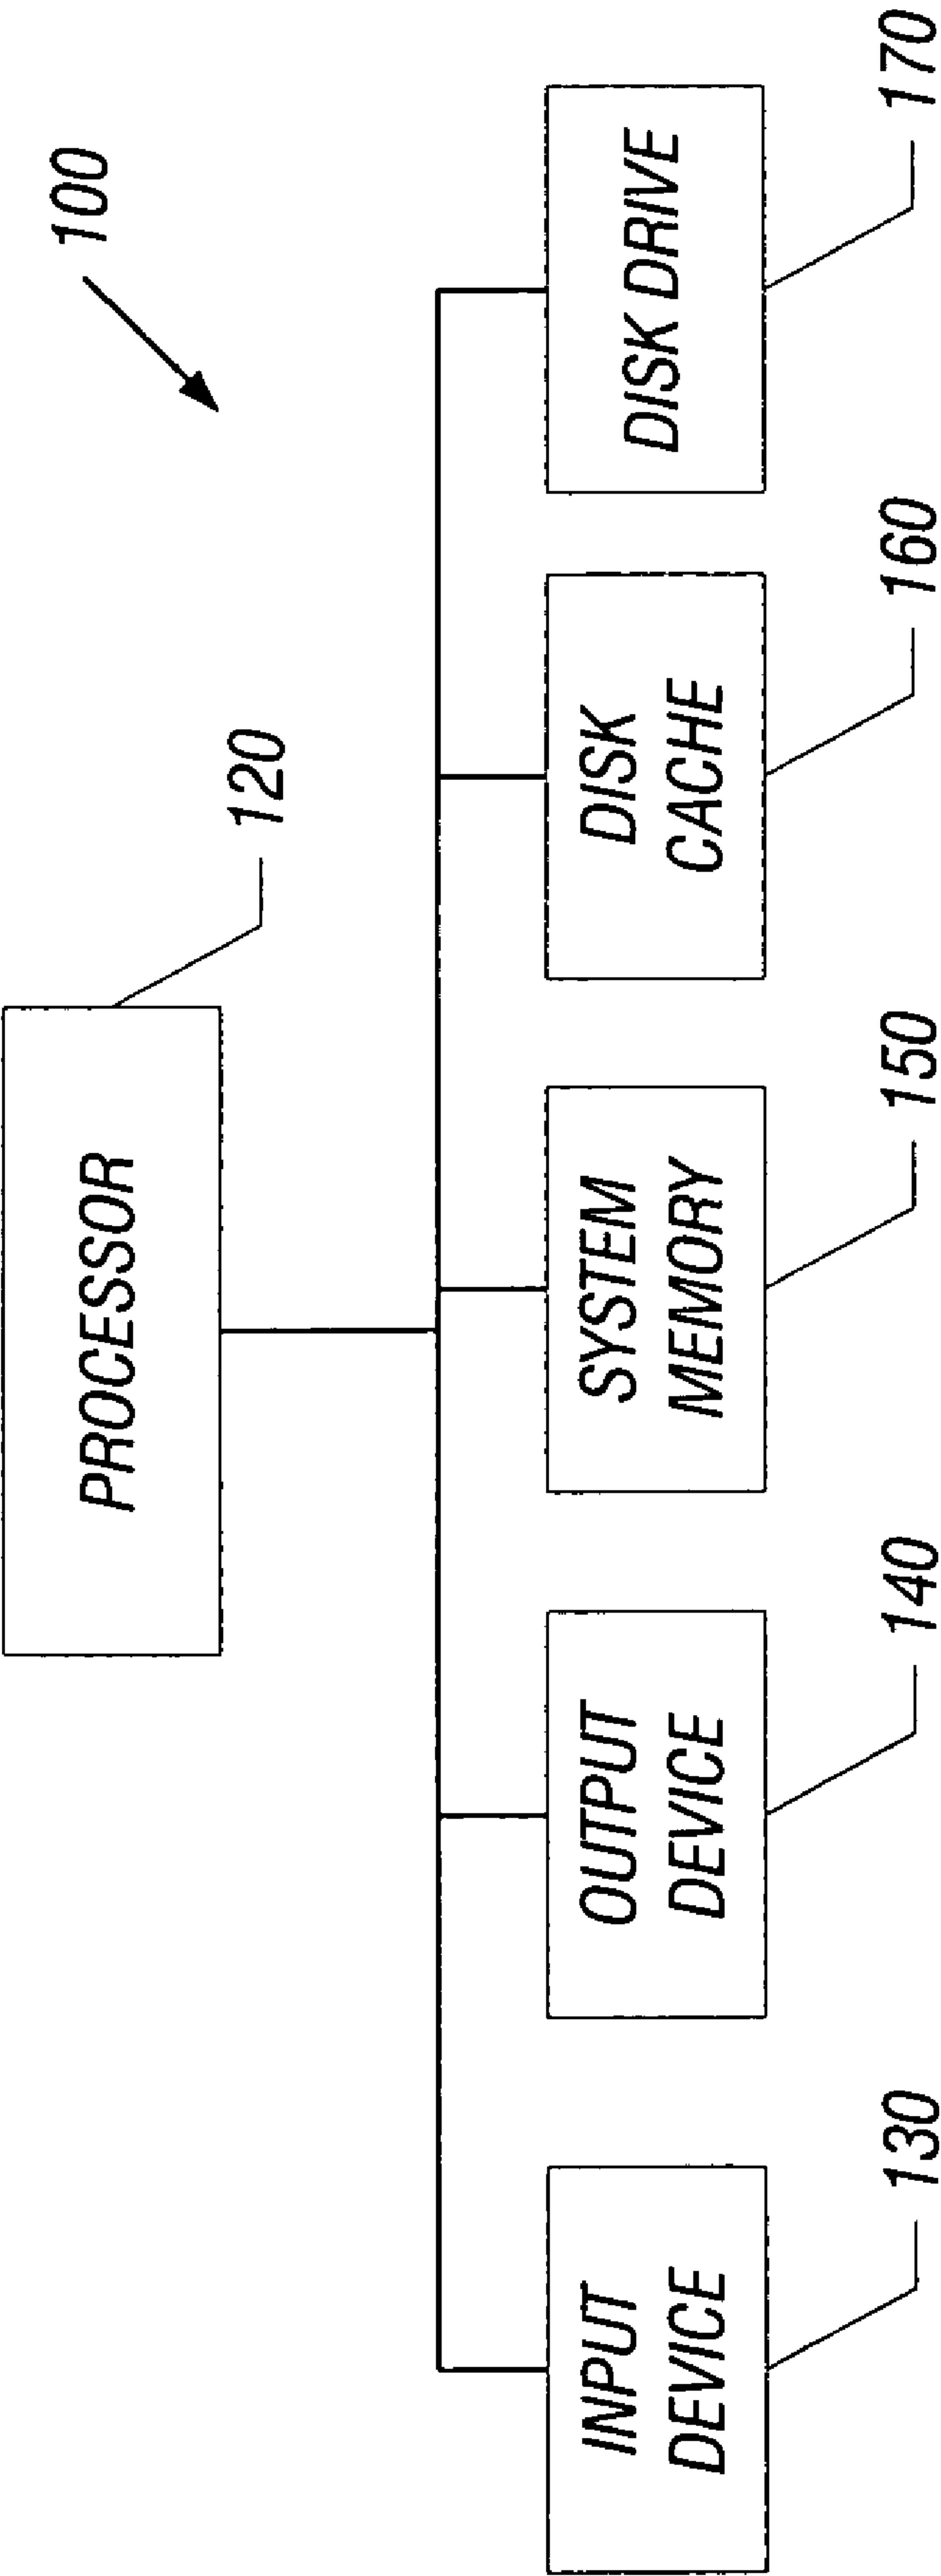 100
PROCESSOR
120
INPUT
DEVICE
130
OUTPUT
DEVICE
140
SYSTEM
MEMORY
150
DISK
CACHE
160
DISK DRIVE
170